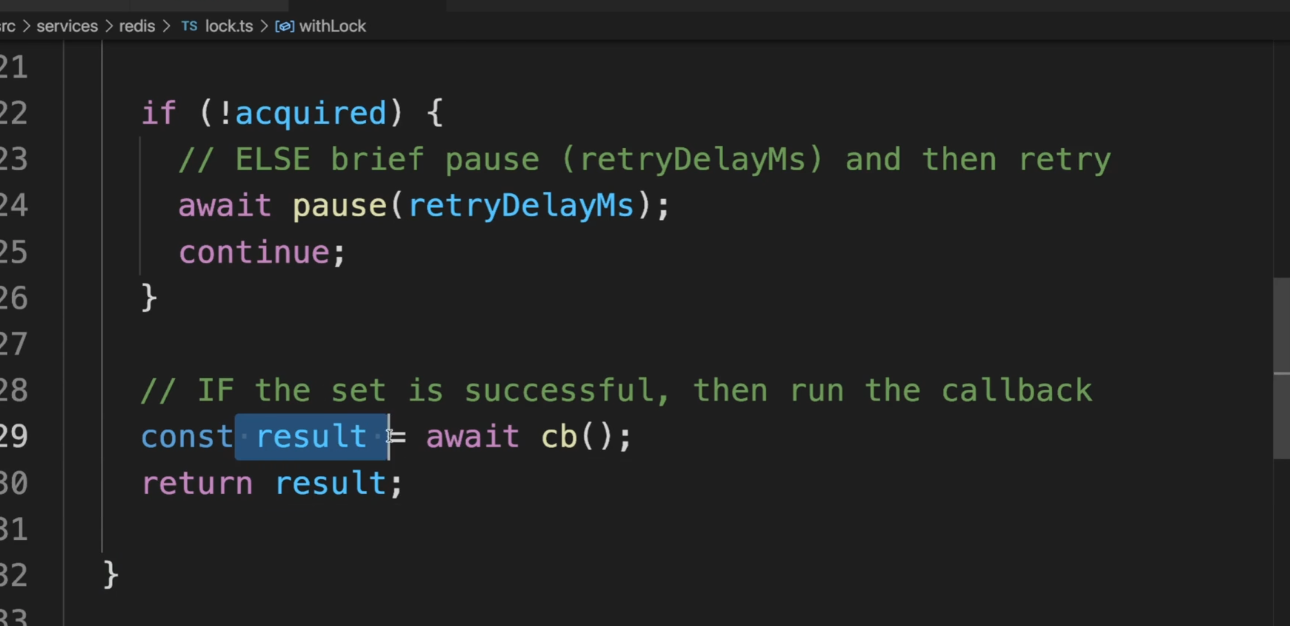 src > services > redis > TS lock.ts > withLock
21
22 if (!acquired) {
23 // ELSE brief pause (retryDelayMs) and then retry
24 await pause(retryDelayMs);
25 continue;
26 }
27
28 // IF the set is successful, then run the callback
29 const result = await cb();
30 return result;
31
32 }
33